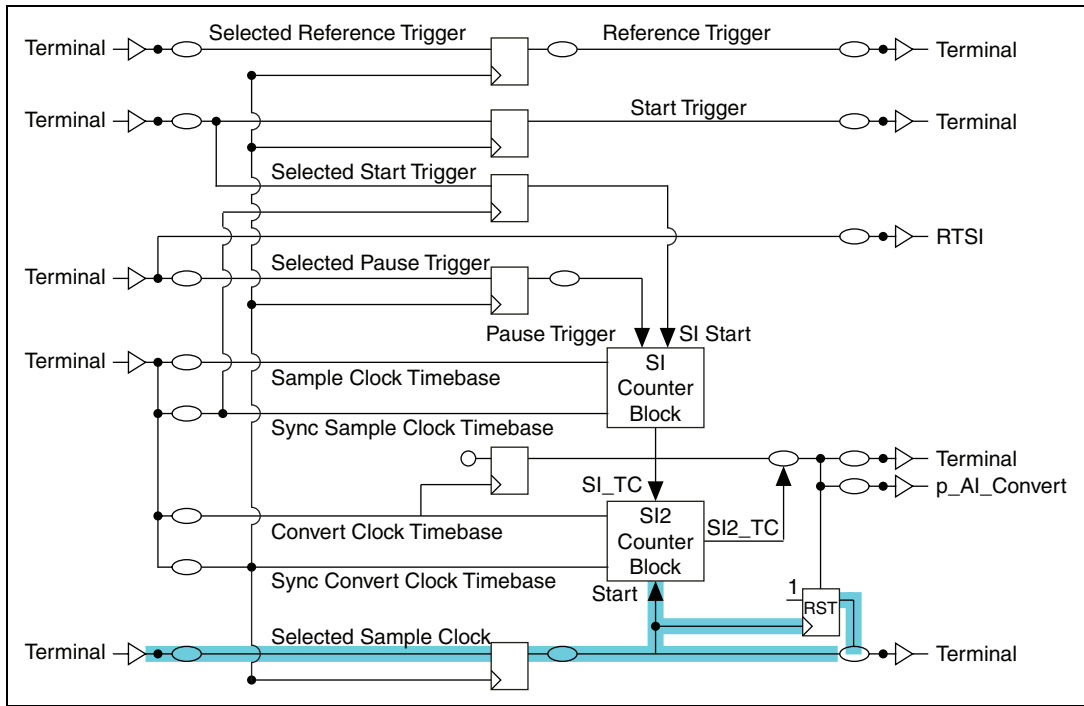 Terminal
Selected Reference Trigger
Reference Trigger
Terminal
Terminal
Start Trigger
Terminal
Selected Start Trigger
RTSI
Terminal
Selected Pause Trigger
Pause Trigger
SI Start
Terminal
Sample Clock Timebase
SI
Counter
Block
Sync Sample Clock Timebase
Terminal
SI_TC
p_AI_Convert
Convert Clock Timebase
SI2
Counter
Block
SI2_TC
Sync Convert Clock Timebase
Start
1
RST
Terminal
Selected Sample Clock
Terminal